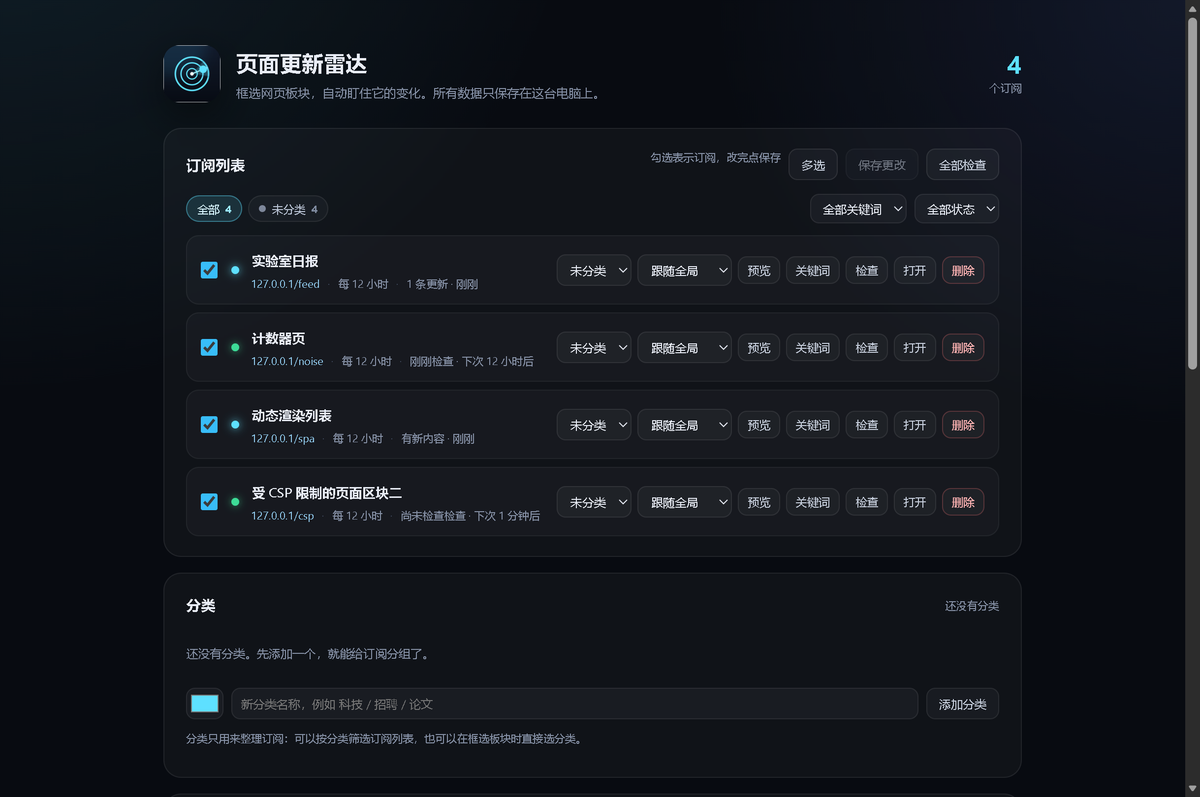 页面更新雷达
框选网页板块，自动盯住它的变化。所有数据只保存在这台电脑上。
4
个订阅
订阅列表
勾选表示订阅，改完点保存 多选 保存更改 全部检查
全部 4 未分类 4 全部关键词 全部状态
实验室日报
127.0.0.1/feed · 每 12 小时 · 1 条更新 · 刚刚
未分类 跟随全局 预览 关键词 检查 打开 删除
计数器页
127.0.0.1/noise · 每 12 小时 · 刚刚检查 · 下次 12 小时后
未分类 跟随全局 预览 关键词 检查 打开 删除
动态渲染列表
127.0.0.1/spa · 每 12 小时 · 有新内容 · 刚刚
未分类 跟随全局 预览 关键词 检查 打开 删除
受 CSP 限制的页面区块二
127.0.0.1/csp · 每 12 小时 · 尚未检查检查 · 下次 1 分钟后
未分类 跟随全局 预览 关键词 检查 打开 删除
分类
还没有分类
还没有分类。先添加一个，就能给订阅分组了。
新分类名称，例如 科技 / 招聘 / 论文 添加分类
分类只用来整理订阅：可以按分类筛选订阅列表，也可以在框选板块时直接选分类。